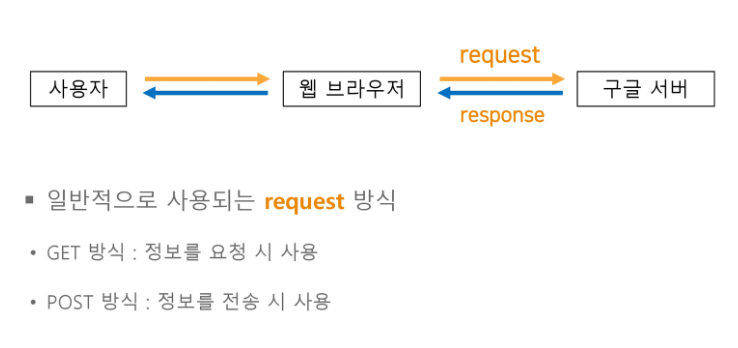 request
사용자
웹 브라우저
구글 서버
response
▪ 일반적으로 사용되는 request 방식
• GET 방식 : 정보를 요청 시 사용
• POST 방식 : 정보를 전송 시 사용